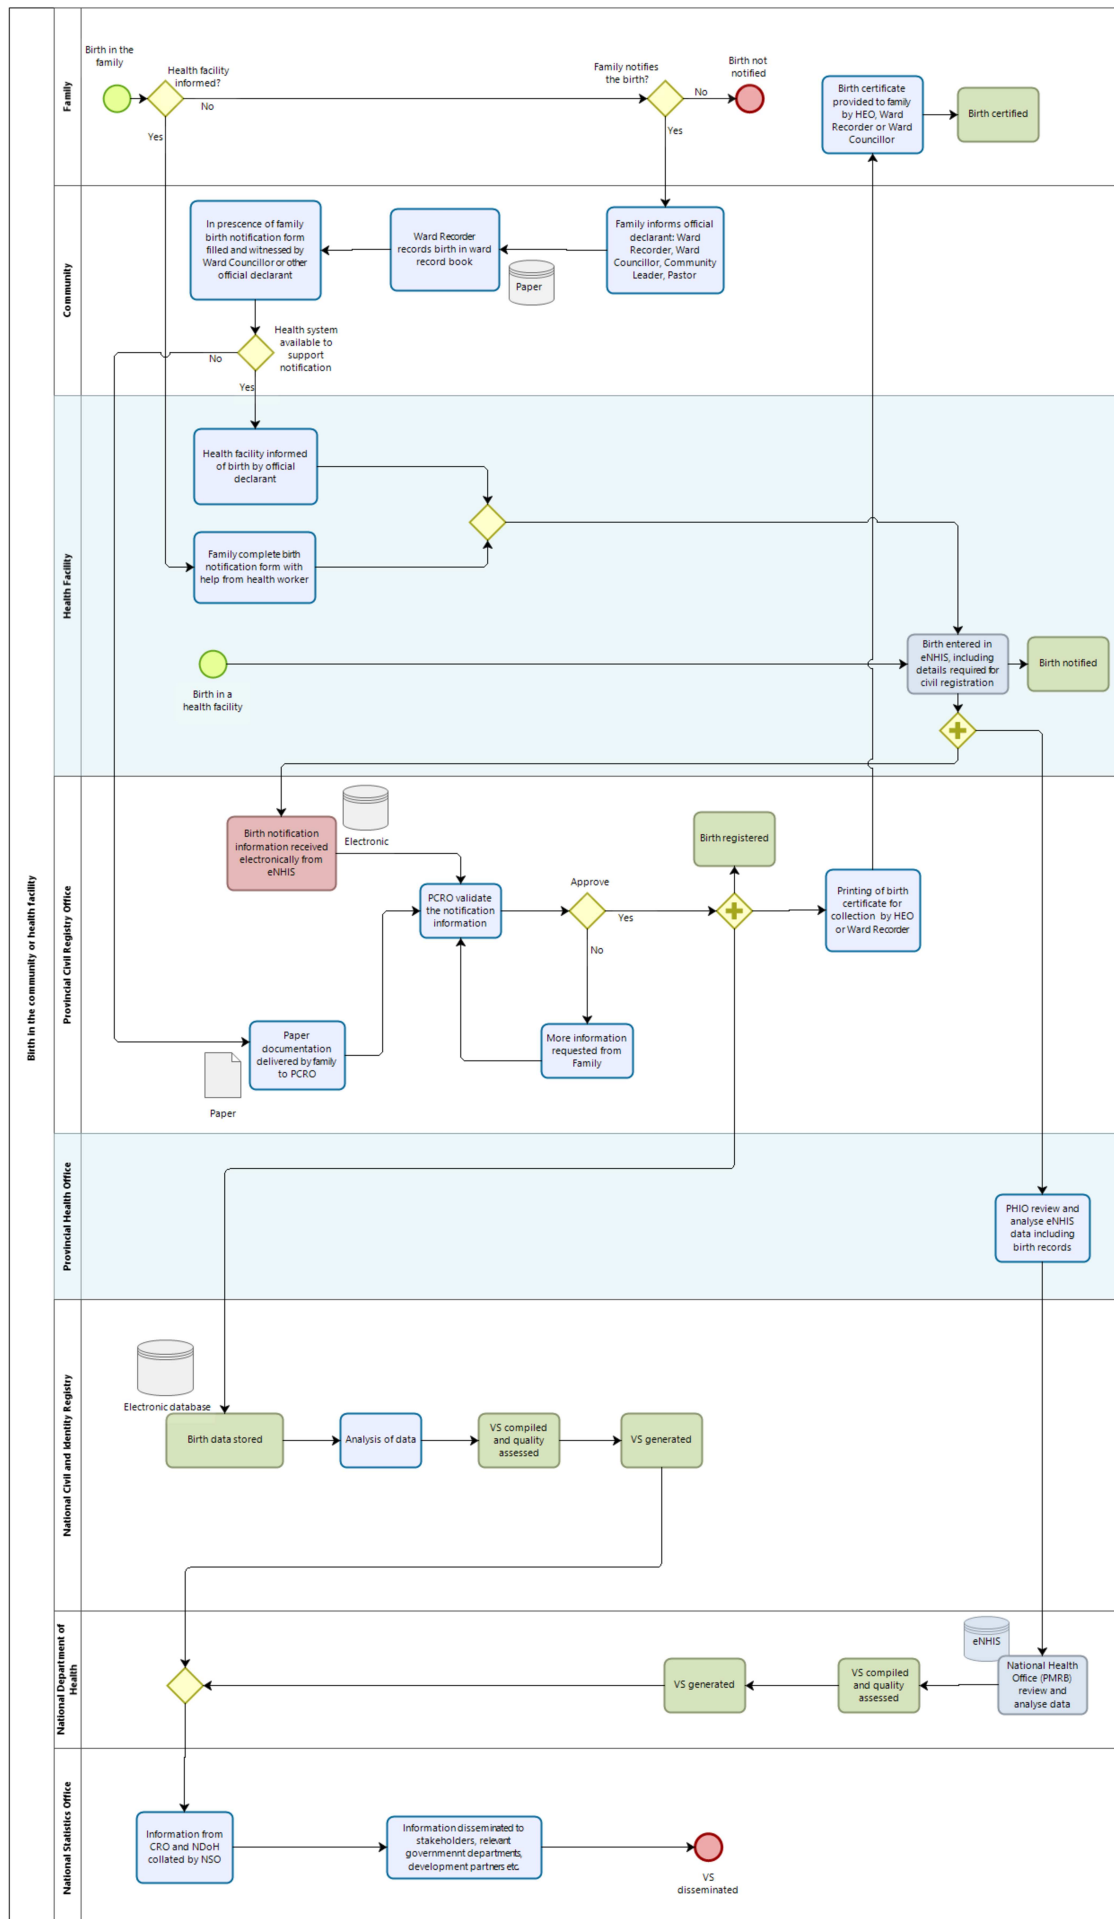 Birth in the community or health facility
Family
Birth in the
family
Health facility
informed?
No
Yes
Family notifies
the birth?
No
Yes
Birth not
notified
Birth certificate
provided to family
by HEO, Ward
Recorder or Ward
Councillor
Birth certified
Community
In prescence of family
birth notification form
filled and witnessed by
Ward Councillor or other
official declarant
Ward Recorder
records birth in ward
record book
Paper
Family informs official
declarant: Ward
Recorder, Ward
Councillor, Community
Leader, Pastor
Health system
available to
support
notification
No
Yes
Health Facility
Health facility informed
of birth by official
declarant
Family complete birth
notification form with
help from health worker
Birth in a
health facility
Birth entered in
eNHIS, including
details required for
civil registration
Birth notified
Provincial Civil Registry Office
Birth notification
information received
electronically from
eNHIS
Electronic
PCRO validate
the notification
information
Approve
Yes
No
Birth registered
Printing of birth
certificate for
collection by HEO
or Ward Recorder
More information
requested from
Family
Paper
documentation
delivered by family
to PCRO
Paper
Provincial Health Office
PHIO review and
analyse eNHIS
data including
birth records
National Civil and Identity Registry
Electronic database
Birth data stored
Analysis of data
VS compiled
and quality
assessed
VS generated
National Department of
Health
eNHIS
National Health
Office (PMRB)
review and
analyse data
VS compiled
and quality
assessed
VS generated
National Statistics Office
Information from
CRO and NDoH
collated by NSO
Information disseminated to
stakeholders, relevant
governemnt departments,
development partners etc.
VS
disseminated